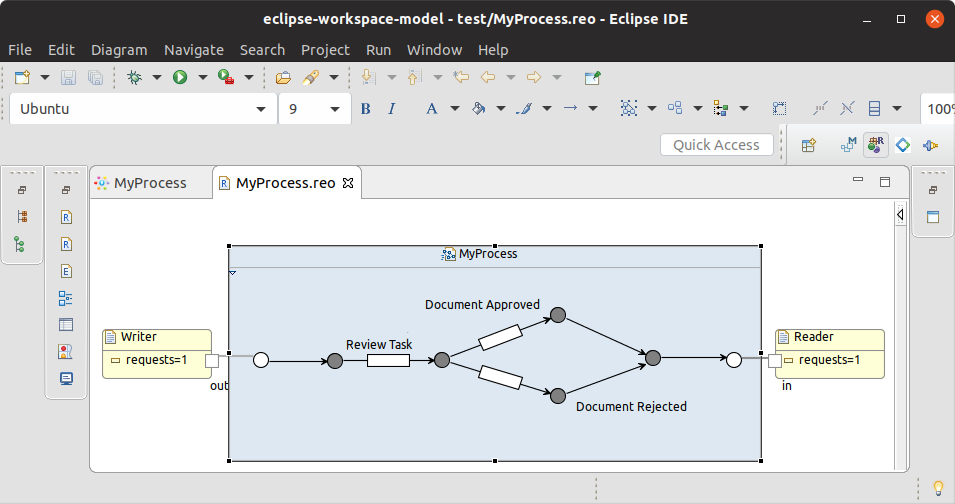 eclipse-workspace-model - test/MyProcess.reo - Eclipse IDE
File Edit Diagram Navigate Search Project Run Window Help
Ubuntu 9 B I A 100%
Quick Access M R
MyProcess R MyProcess.reo
R
R
E
MyProcess
Document Approved
Writer
requests=1
out
Review Task
Document Rejected
Reader
requests=1
in